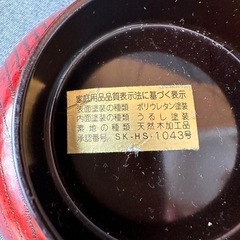 家庭用品品質表示法に基づく表示
表面塗装の種類 ポリウレタン塗装
内面塗装の種類 うるし塗装
素地の種類 天然木加工品
承認番号 SK-HS-1043号